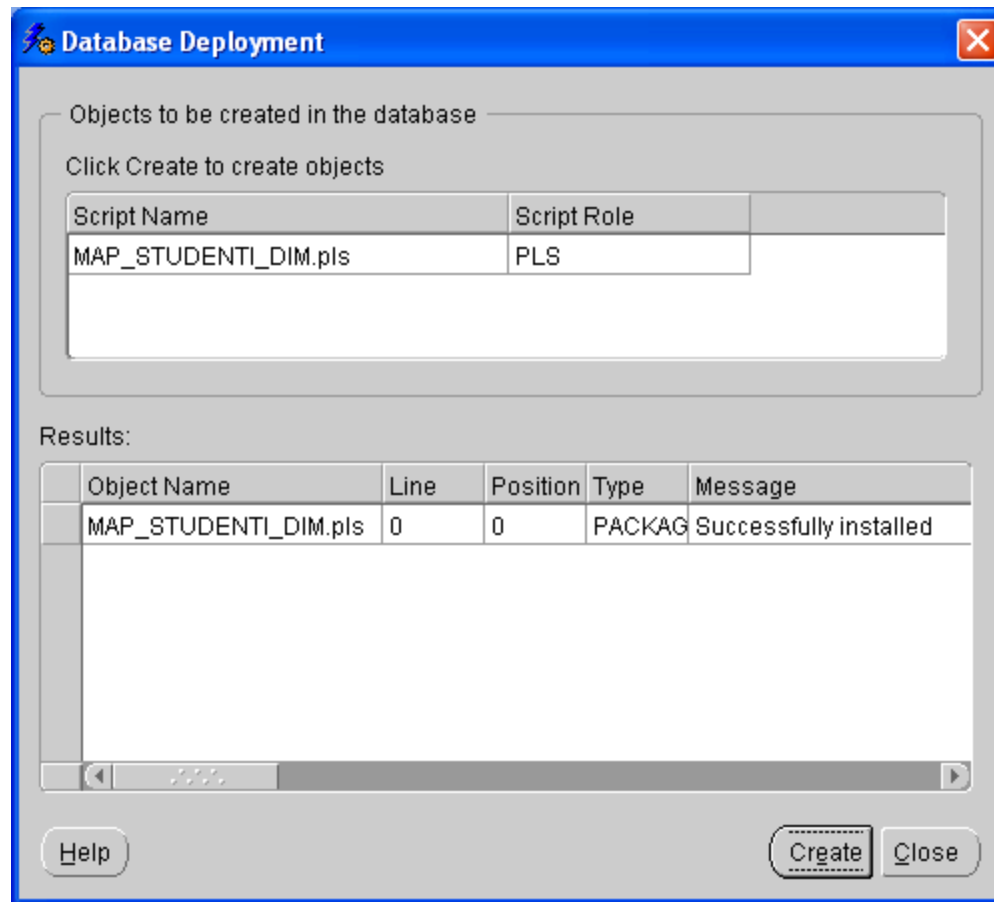 Database Deployment
Objects to be created in the database
Click Create to create objects
Script Name Script Role
MAP_STUDENTI_DIM.pls PLS
Results:
Object Name Line Position Type Message
MAP_STUDENTI_DIM.pls 0 0 PACKAG Successfully installed
Help Create Close